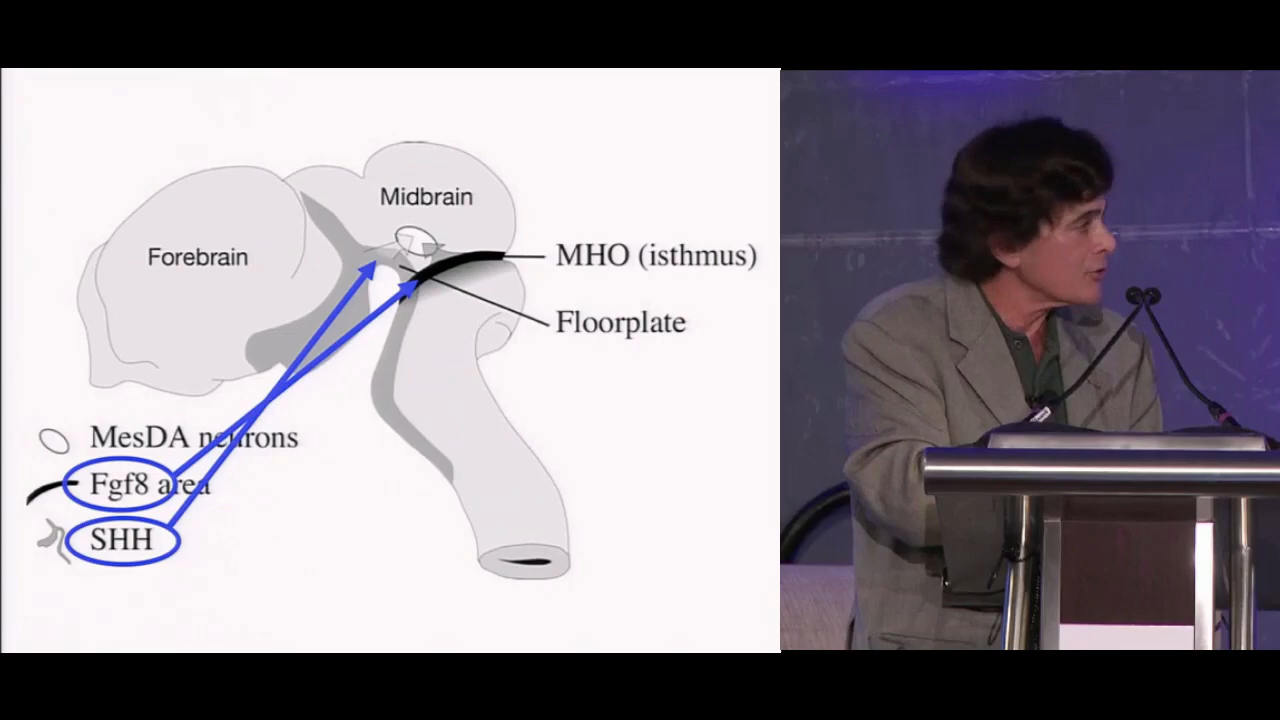 Midbrain
Forebrain
MHO (isthmus)
Floorplate
MesDA neurons
Fgf8 area
SHH